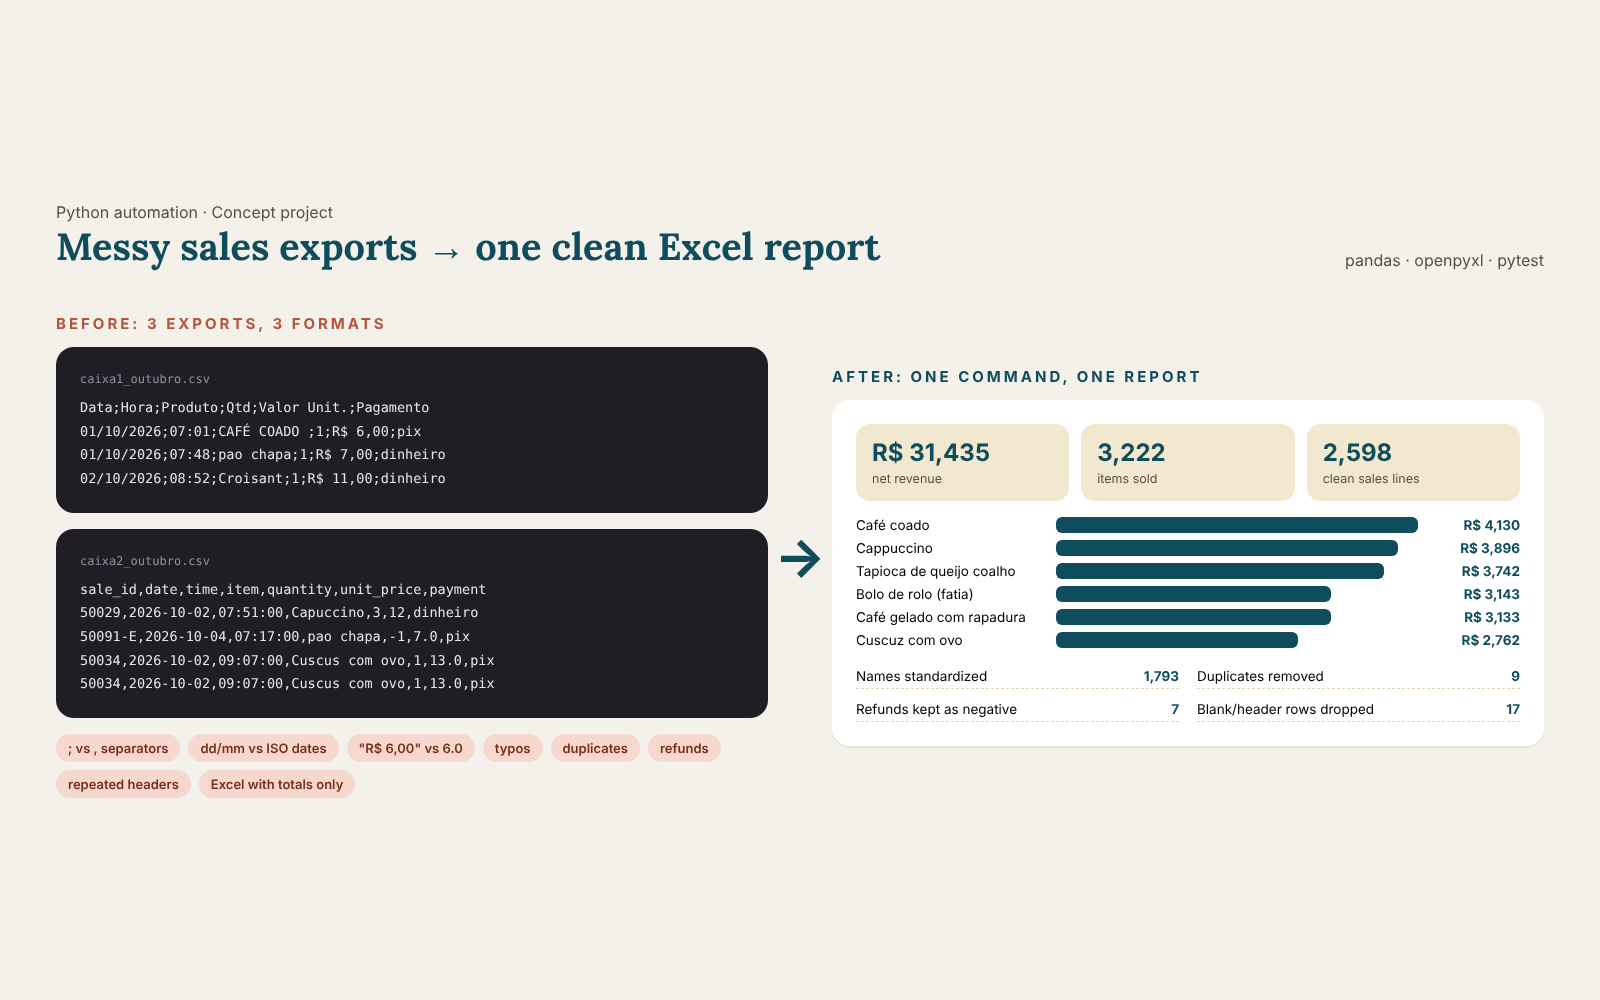 Python automation · Concept project
Messy sales exports → one clean Excel report
pandas · openpyxl · pytest
BEFORE: 3 EXPORTS, 3 FORMATS
caixa1_outubro.csv
Data;Hora;Produto;Qtd;Valor Unit.;Pagamento
01/10/2026;07:01;CAFÉ COADO ;1;R$ 6,00;pix
01/10/2026;07:48;pao chapa;1;R$ 7,00;dinheiro
02/10/2026;08:52;Croisant;1;R$ 11,00;dinheiro
caixa2_outubro.csv
sale_id,date,time,item,quantity,unit_price,payment
50029,2026-10-02,07:51:00,Capuccino,3,12,dinheiro
50091-E,2026-10-04,07:17:00,pao chapa,-1,7.0,pix
50034,2026-10-02,09:07:00,Cuscus com ovo,1,13.0,pix
50034,2026-10-02,09:07:00,Cuscus com ovo,1,13.0,pix
; vs , separators dd/mm vs ISO dates "R$ 6,00" vs 6.0 typos duplicates refunds
repeated headers Excel with totals only
→
AFTER: ONE COMMAND, ONE REPORT
R$ 31,435 3,222 2,598
net revenue items sold clean sales lines
Café coado R$ 4,130
Cappuccino R$ 3,896
Tapioca de queijo coalho R$ 3,742
Bolo de rolo (fatia) R$ 3,143
Café gelado com rapadura R$ 3,133
Cuscuz com ovo R$ 2,762
Names standardized 1,793 Duplicates removed 9
Refunds kept as negative 7 Blank/header rows dropped 17